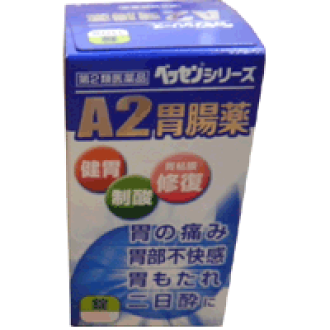 第2類医薬品
ベッセンシリーズ
A2胃腸薬
健胃
制酸
胃粘膜
修復
胃の痛み
胃部不快感
胃もたれ
二日酔に
錠